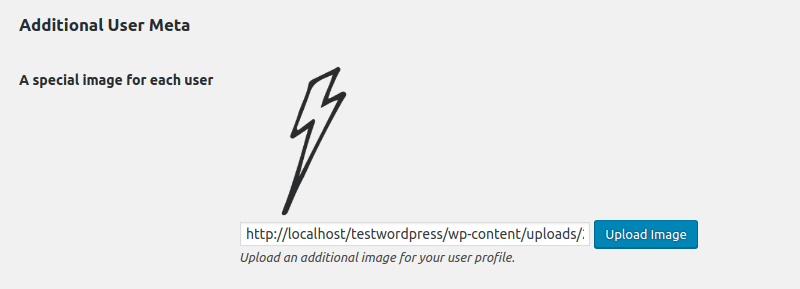 Additional User Meta
A special image for each user
http://localhost/testwordpress/wp-content/uploads/
Upload Image
Upload an additional image for your user profile.